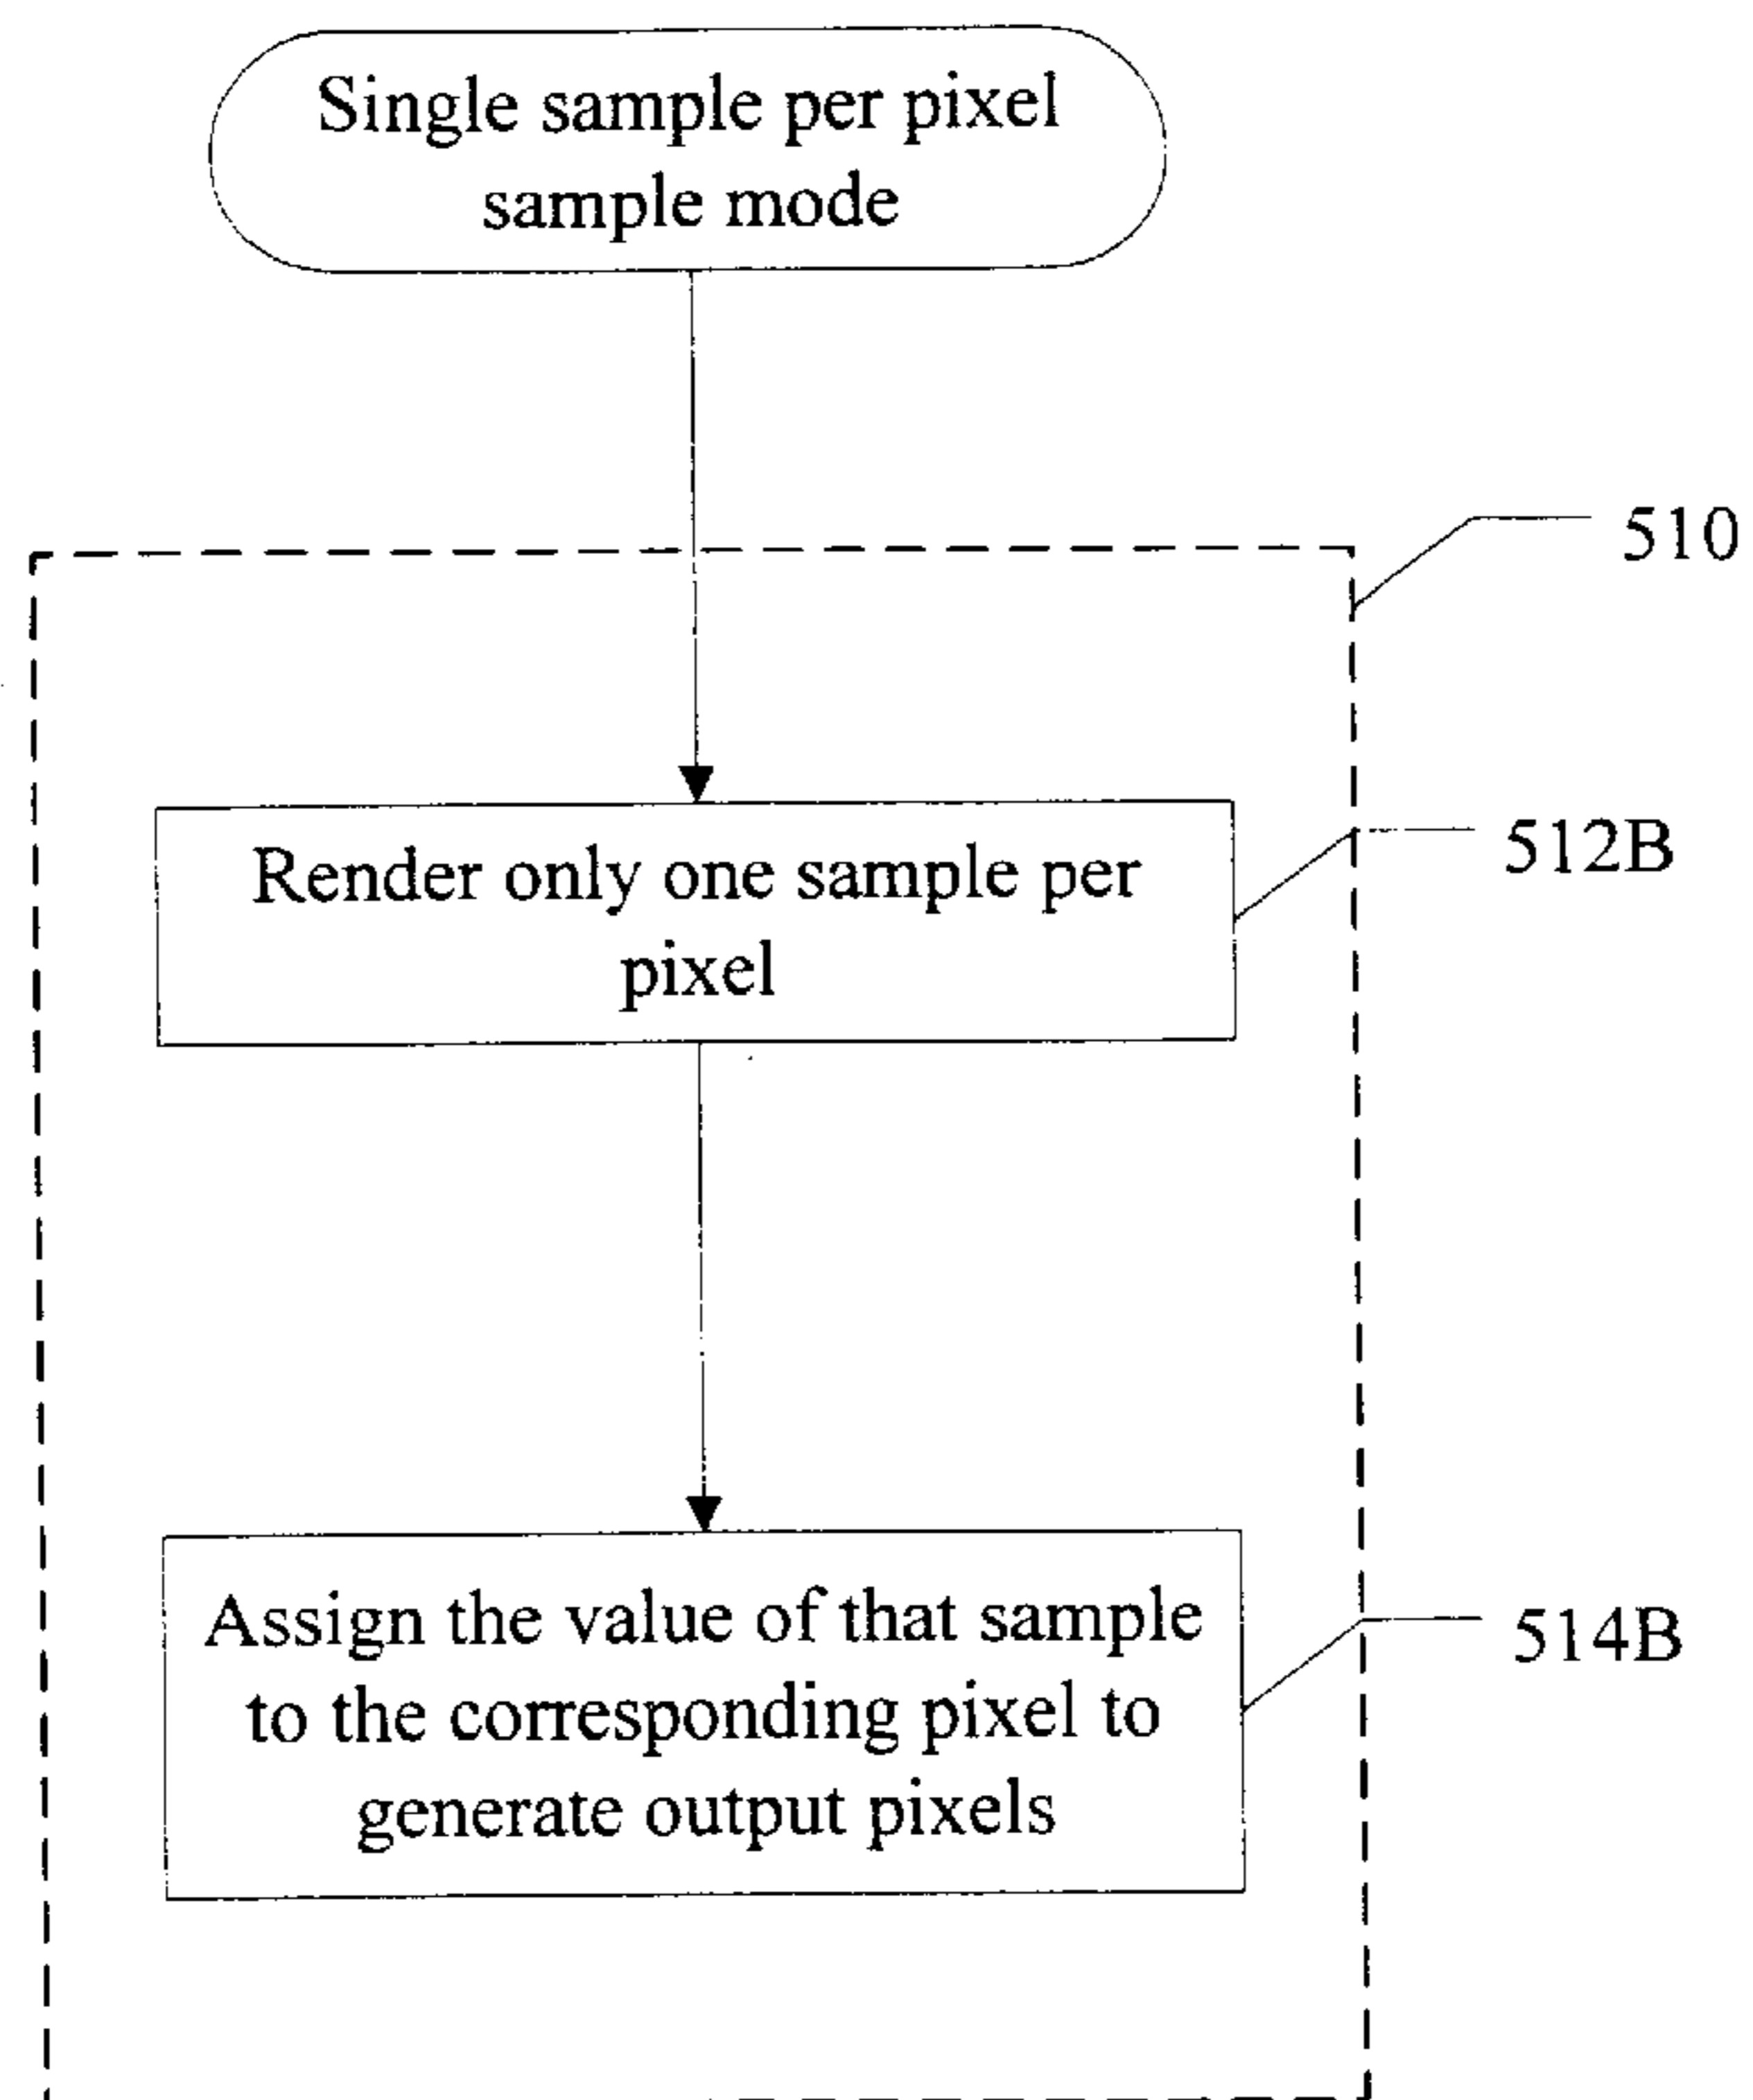 Single sample per pixel
sample mode
510
Render only one sample per
pixel
512B
Assign the value of that sample
to the corresponding pixel to
generate output pixels
514B